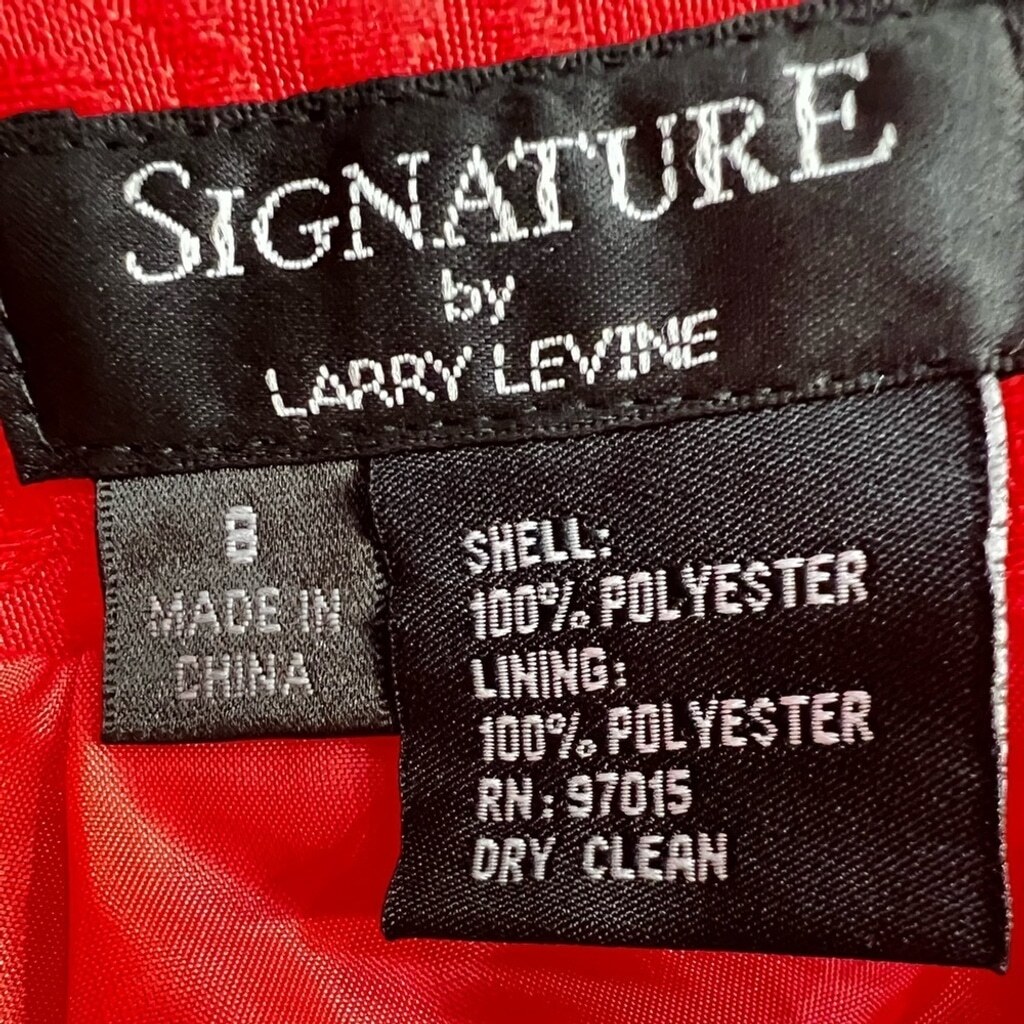 SIGNATURE
by
LARRY LEVINE
8
MADE IN
CHINA
SHELL:
100% POLYESTER
LINING:
100% POLYESTER
RN: 97015
DRY CLEAN